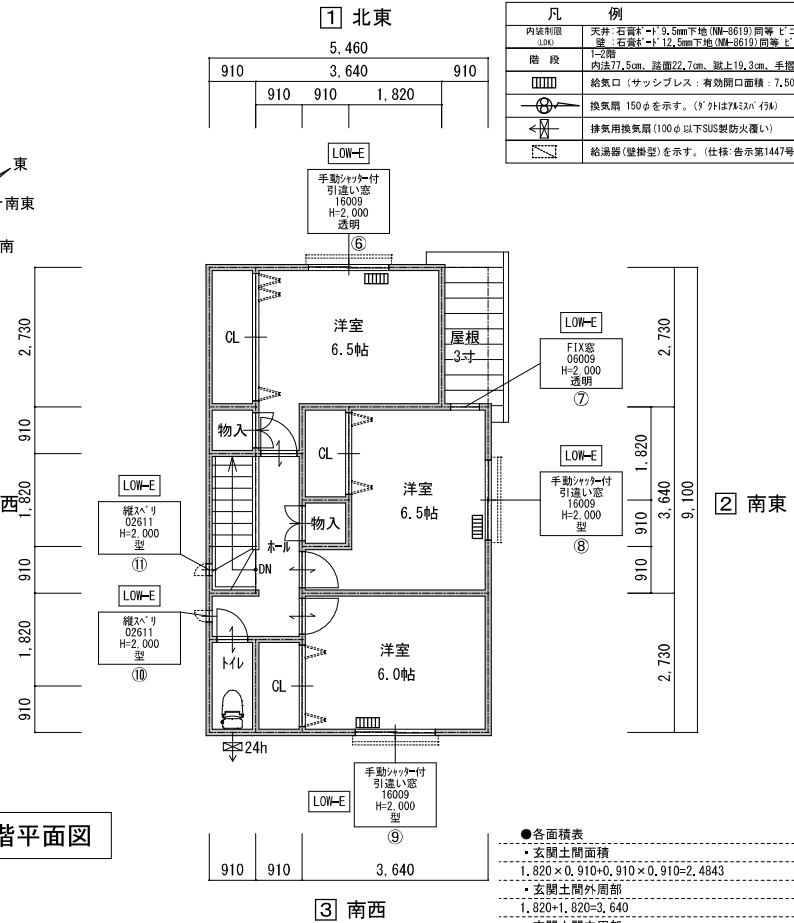 1 北東
5,460
910 3,640 910
910 910 1,820
凡 例
内装制限
(LDK)
天井:石膏ﾎﾞｰﾄﾞ9.5mm下地(NM-8619)同等
壁 :石膏ﾎﾞｰﾄﾞ12.5mm下地(NM-8619)同等
階 段
1-2階
内法77.5cm、踏面22.7cm、蹴上19.3cm、手摺
給気口 (サッシブレス:有効開口面積:7.50
換気扇 150φを示す。(ﾀﾞｸﾄはｱﾙﾐｽﾊﾟｲﾗﾙ)
排気用換気扇(100φ以下SUS製防火覆い)
給湯器(壁掛型)を示す。(仕様:告示第1447号
東
南東
南
LOW-E
手動ｼｬｯﾀｰ付
引違い窓
16009
H=2,000
透明
⑥
2,730
910
1,820
910
1,820
910
西
CL
洋室
6.5帖
屋根
3寸
LOW-E
FIX窓
06009
H=2,000
透明
⑦
物入
CL
洋室
6.5帖
物入
ホール
DN
LOW-E
手動ｼｬｯﾀｰ付
引違い窓
16009
H=2,000
型
⑧
2,730
1,820
910
910
3,640
2,730
9,100
2 南東
LOW-E
縦ｽﾍﾞﾘ
02611
H=2,000
型
⑪
LOW-E
縦ｽﾍﾞﾘ
02611
H=2,000
型
⑩
トイレ
CL
洋室
6.0帖
24h
LOW-E
手動ｼｬｯﾀｰ付
引違い窓
16009
H=2,000
型
⑨
階平面図
910 910 3,640
3 南西
●各面積表
・玄関土間面積
1.820×0.910+0.910×0.910=2.4843
・玄関土間外周部
1.820+1.820=3.640